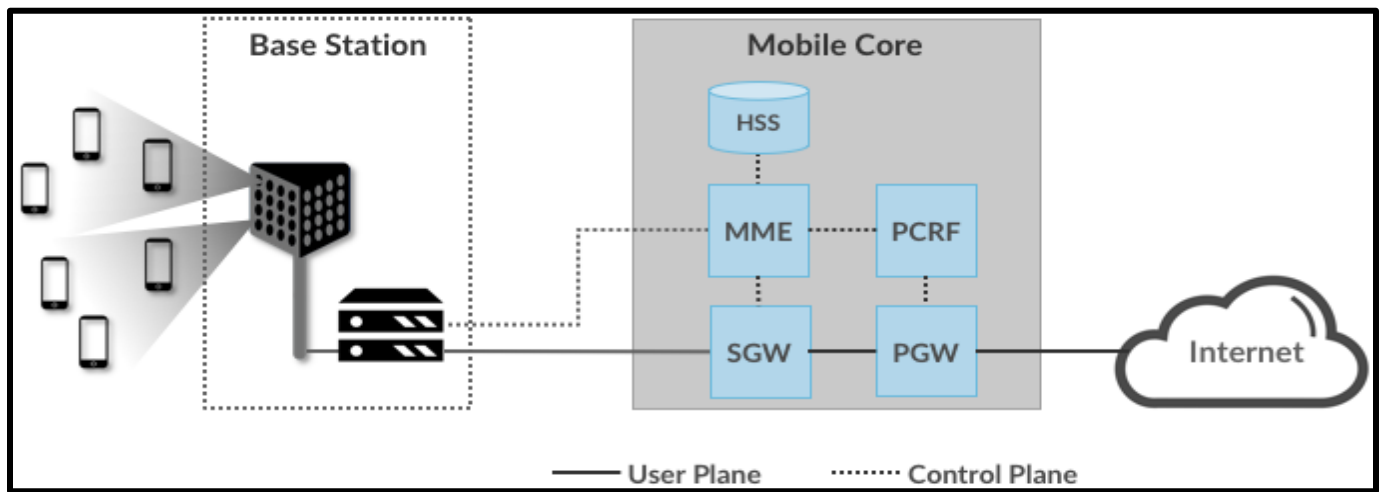 Base Station
Mobile Core
HSS
MME
PCRF
SGW
PGW
Internet
User Plane
Control Plane